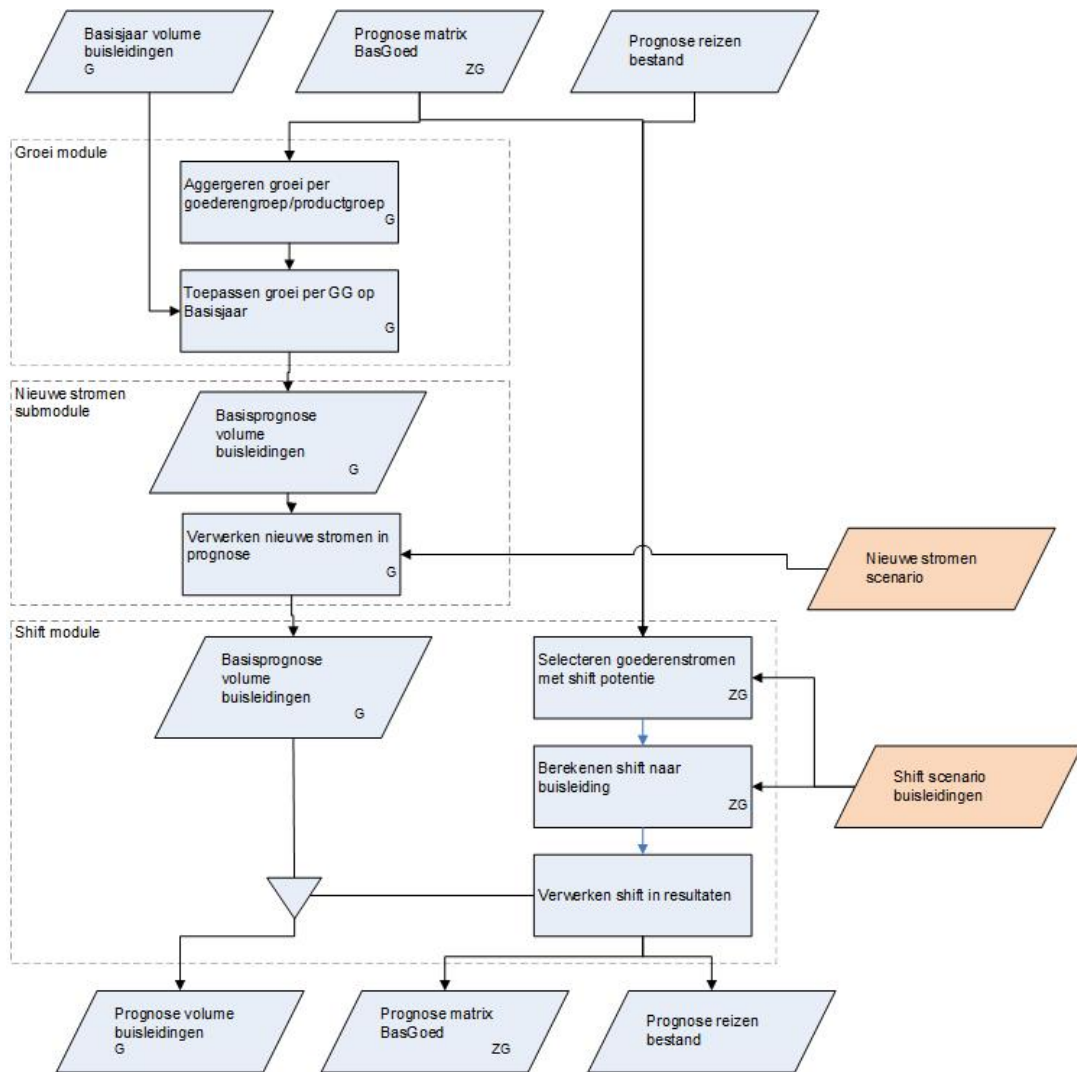 Basisjaar volume
buisleidingen
G
Prognose matrix
BasGoed
ZG
Prognose reizen
bestand
Groei module
Aggergeren groei per
goederengroep/productgroep
G
Toepassen groei per GG op
Basisjaar
G
Nieuwe stromen
submodule
Basisprognose
volume
buisleidingen
G
Verwerken nieuwe stromen in
prognose
G
Nieuwe stromen
scenario
Shift module
Basisprognose
volume
buisleidingen
G
Selecteren goederenstromen
met shift potentie
ZG
Berekenen shift naar
buisleiding
ZG
Shift scenario
buisleidingen
Verwerken shift in resultaten
Prognose volume
buisleidingen
G
Prognose matrix
BasGoed
ZG
Prognose reizen
bestand